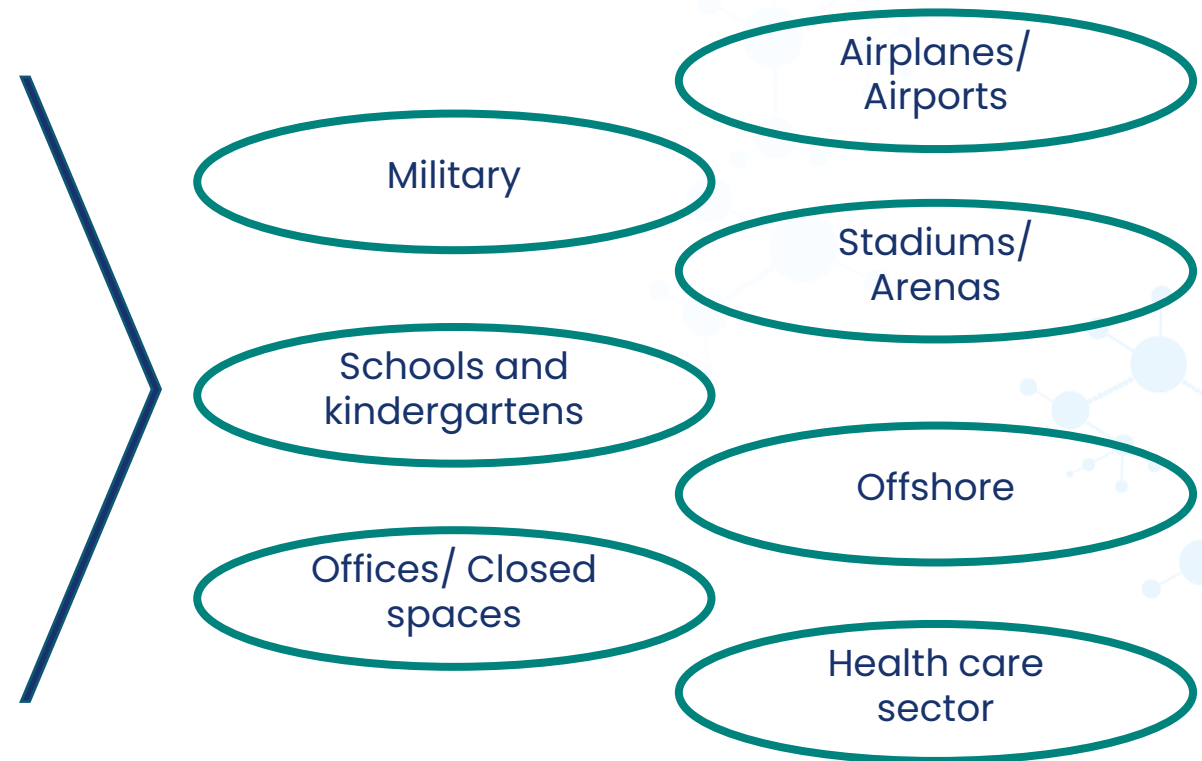 Airplanes/
Airports
Military
Stadiums/
Arenas
Schools and
kindergartens
Offshore
Offices/ Closed
spaces
Health care
sector